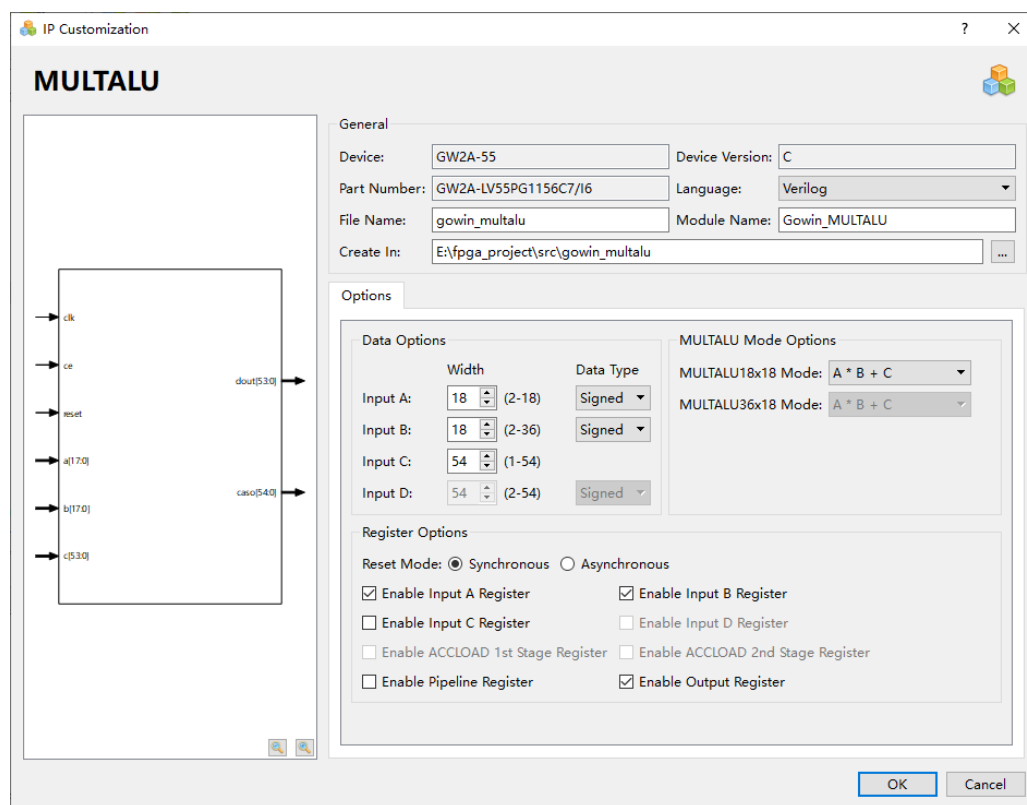 IP Customization
?
MULTALU
clk
ce
reset
a[17:0]
b[17:0]
c[53:0]
dout[53:0]
caso[54:0]
General
Device: GW2A-55 Device Version: C
Part Number: GW2A-LV55PG1156C7/I6 Language: Verilog
File Name: gowin_multalu Module Name: Gowin_MULTALU
Create In: E:\fpga_project\src\gowin_multalu ...
Options
Data Options
Width Data Type
Input A: 18 (2-18) Signed
Input B: 18 (2-36) Signed
Input C: 54 (1-54)
Input D: 54 (2-54) Signed
MULTALU Mode Options
MULTALU18x18 Mode: A * B + C
MULTALU36x18 Mode: A * B + C
Register Options
Reset Mode: Synchronous Asynchronous
Enable Input A Register Enable Input B Register
Enable Input C Register Enable Input D Register
Enable ACCLOAD 1st Stage Register Enable ACCLOAD 2nd Stage Register
Enable Pipeline Register Enable Output Register
OK Cancel